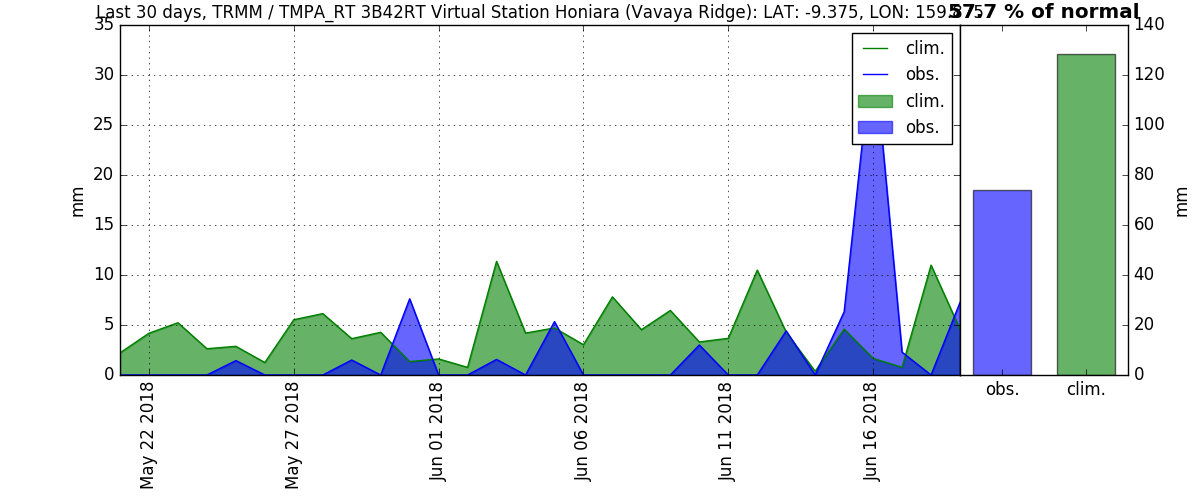 Last 30 days, TRMM / TMPA_RT 3B42RT Virtual Station Honiara (Vavaya Ridge): LAT: -9.375, LON:
57.7 % of normal
35
30
25
20
15
10
5
0
mm
clim.
obs.
clim.
obs.
May 22 2018
May 27 2018
Jun 01 2018
Jun 06 2018
Jun 11 2018
Jun 16 2018
140
120
100
80
60
40
20
0
mm
obs.
clim.